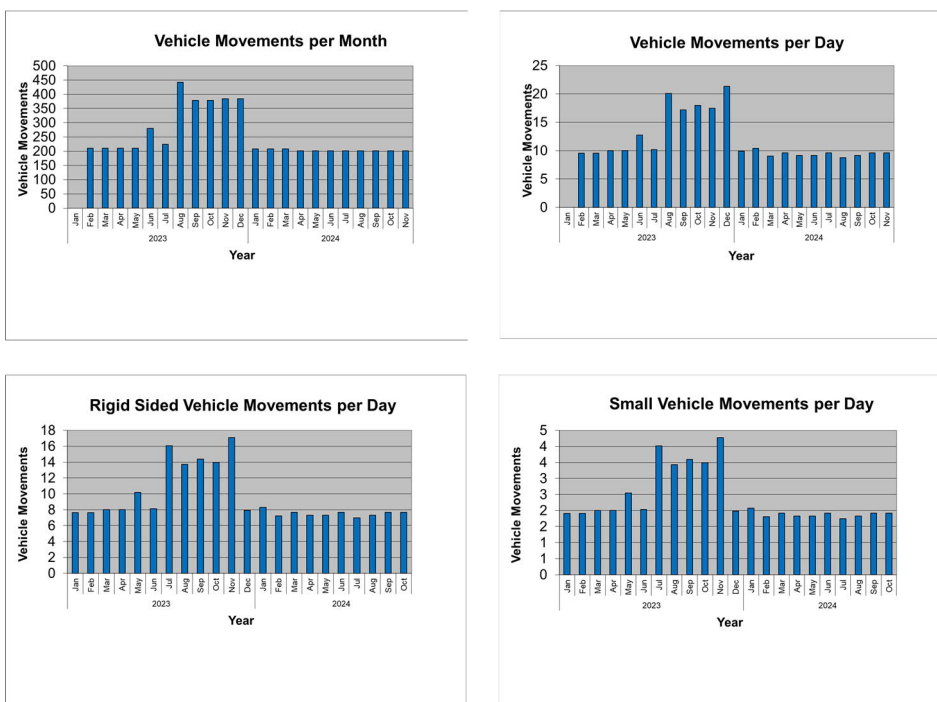 Vehicle Movements per Month
500
450
400
350
300
250
200
150
100
50
0
Vehicle Movements
Jan Feb Mar Apr May Jun Jul Aug Sep Oct Nov Dec Jan Feb Mar Apr May Jun Jul Aug Sep Oct Nov
2023 2024
Year
Vehicle Movements per Day
25
20
15
10
5
0
Vehicle Movements
Jan Feb Mar Apr May Jun Jul Aug Sep Oct Nov Dec Jan Feb Mar Apr May Jun Jul Aug Sep Oct Nov
2023 2024
Year
Rigid Sided Vehicle Movements per Day
18
16
14
12
10
8
6
4
2
0
Vehicle Movements
Jan Feb Mar Apr May Jun Jul Aug Sep Oct Nov Dec Jan Feb Mar Apr May Jun Jul Aug Sep Oct
2023 2024
Year
Small Vehicle Movements per Day
5
4
4
3
3
2
2
1
1
0
Vehicle Movements
Jan Feb Mar Apr May Jun Jul Aug Sep Oct Nov Dec Jan Feb Mar Apr May Jun Jul Aug Sep Oct
2023 2024
Year